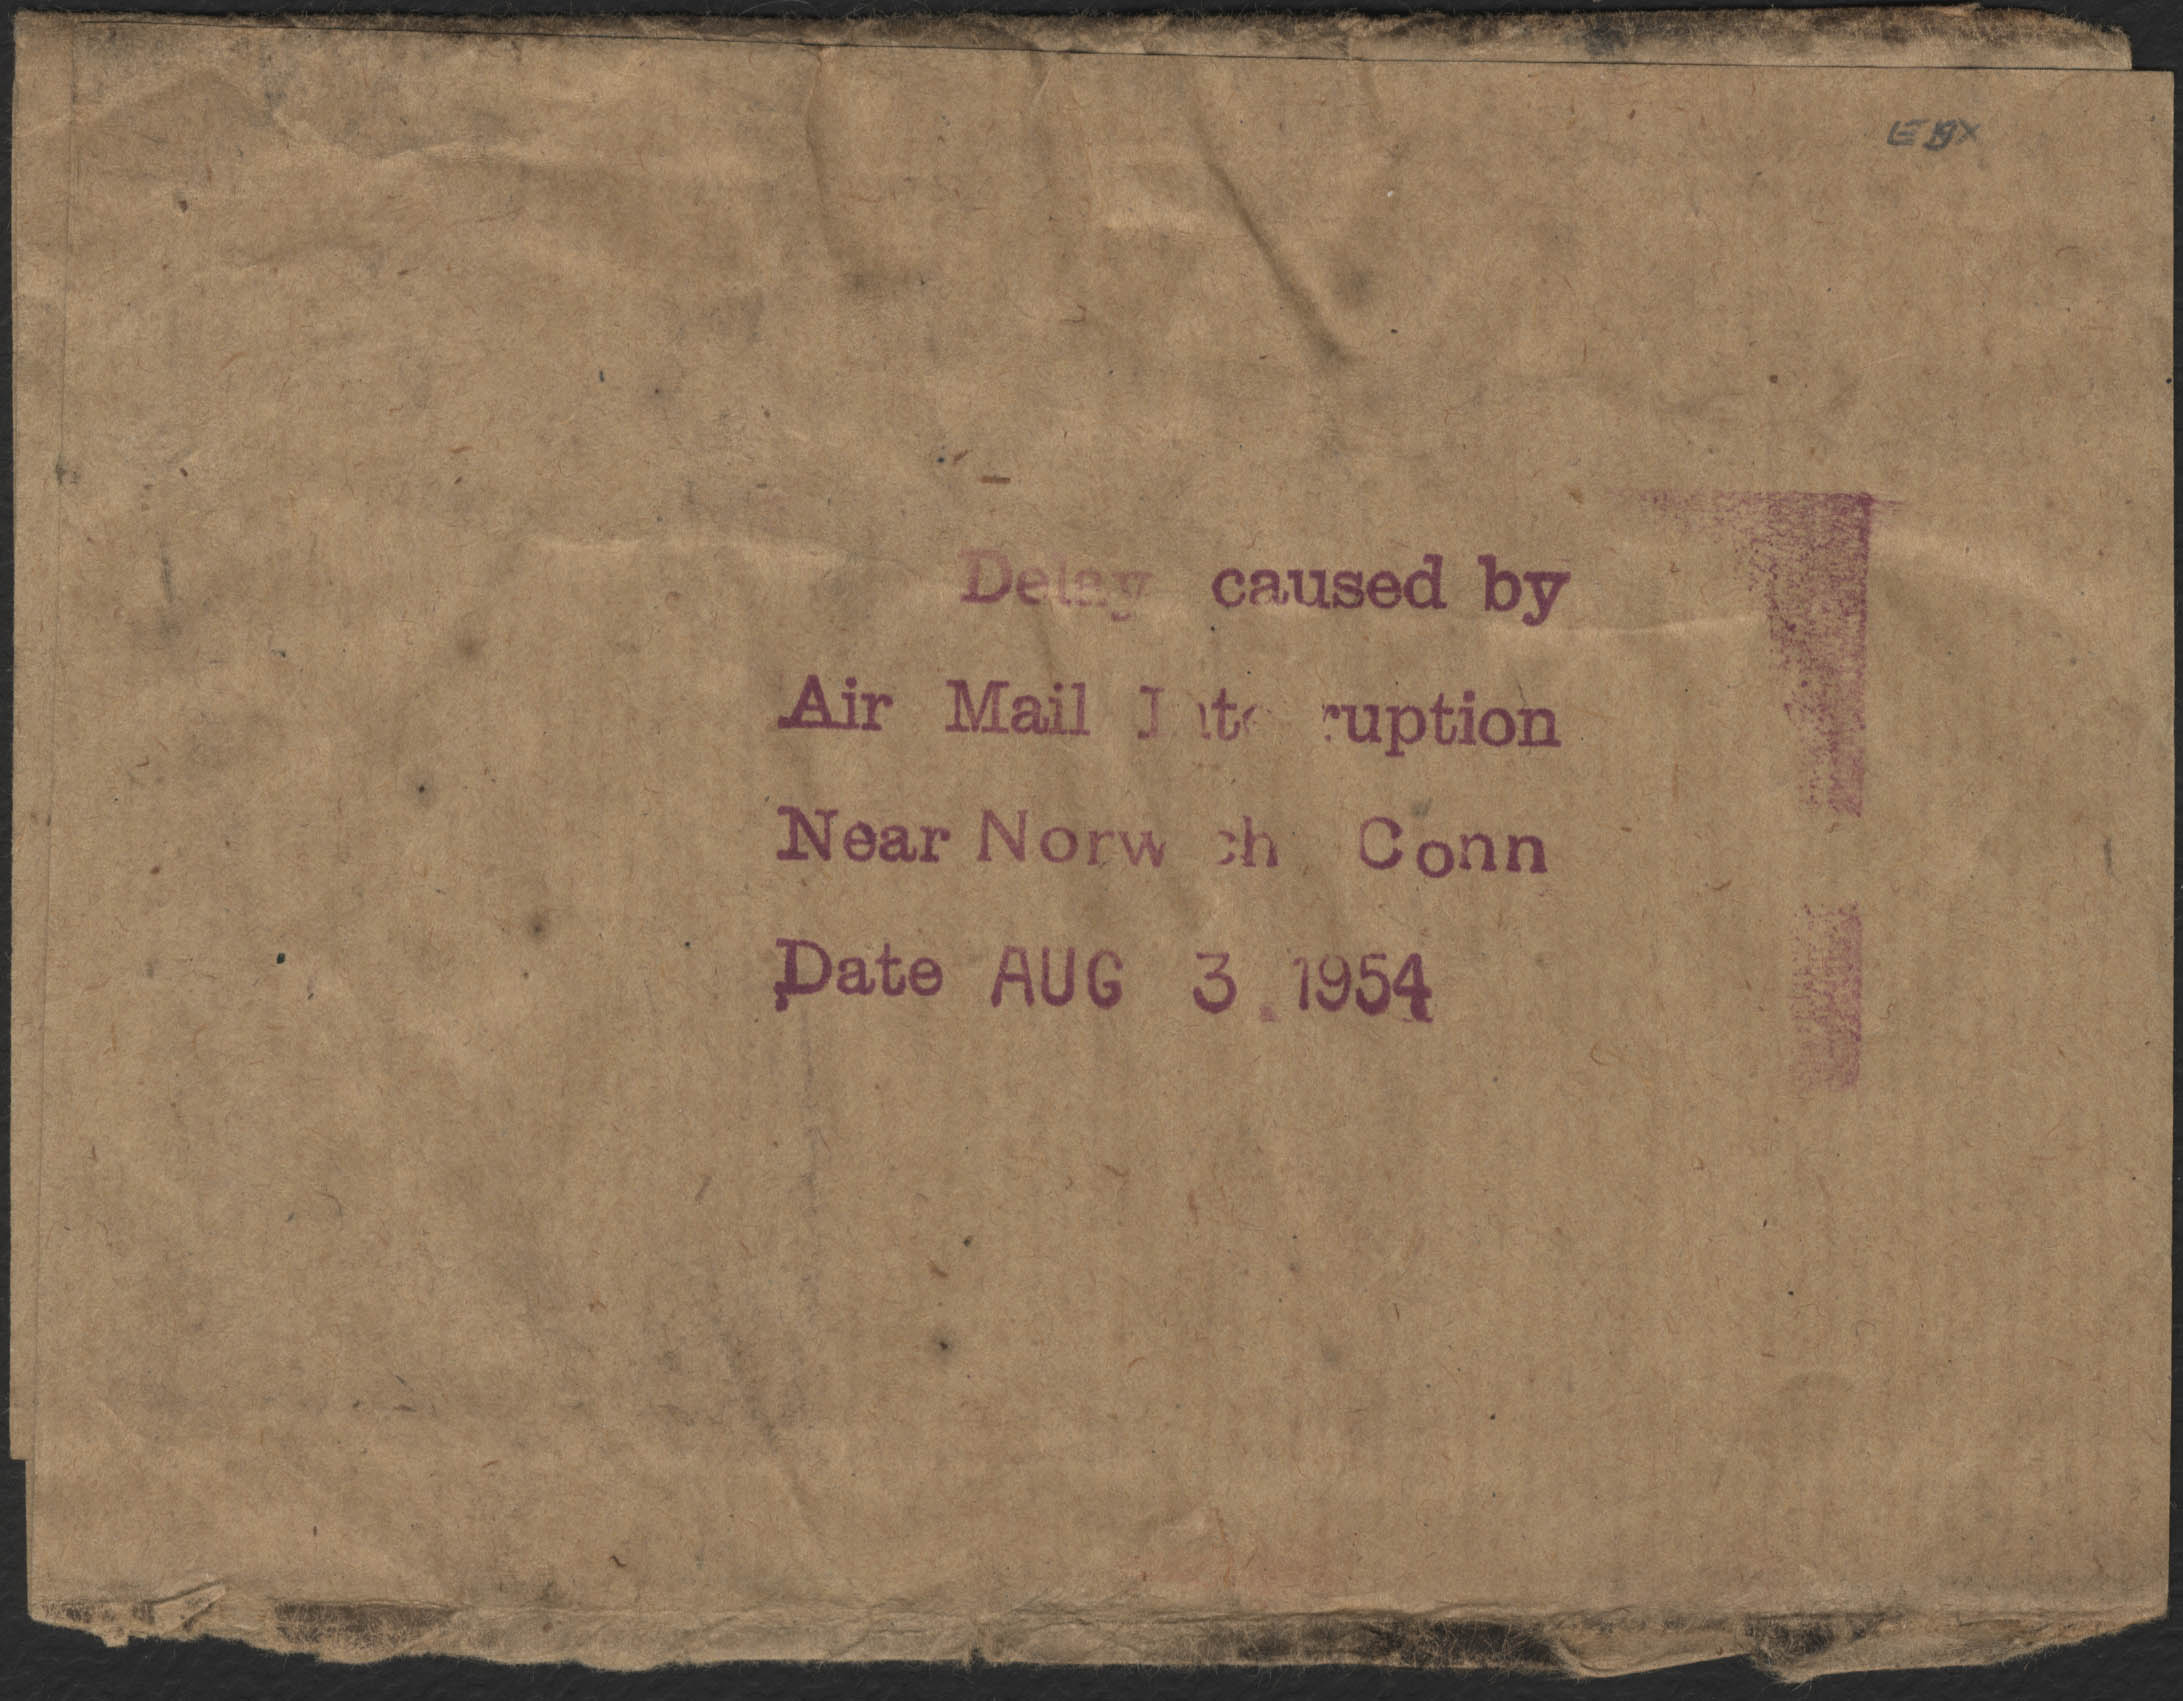 Delay caused by
Air Mail Interruption
Near Norwich Conn
Date AUG 3 1954